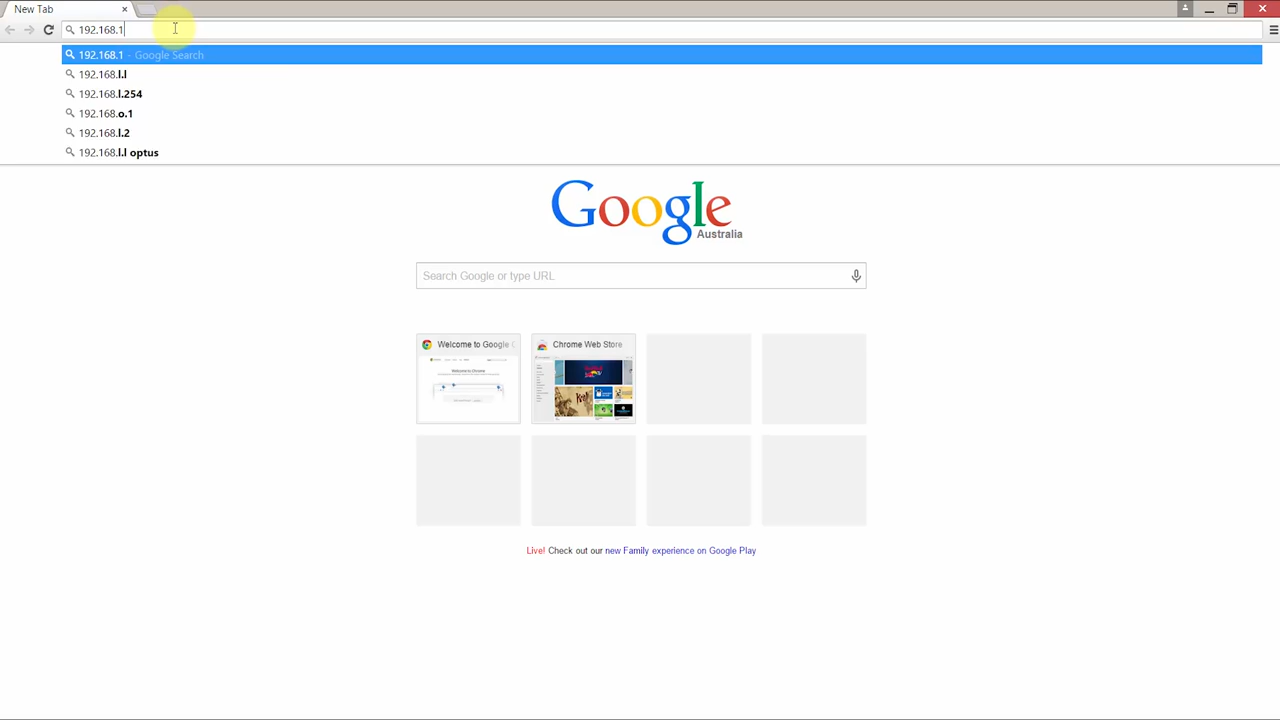 New Tab
192.168.1
192.168.1 - Google Search
192.168.l.l
192.168.l.254
192.168.o.1
192.168.l.2
192.168.l.l optus
Google
Australia
Search Google or type URL
Welcome to Google C
Chrome Web Store
Live! Check out our new Family experience on Google Play